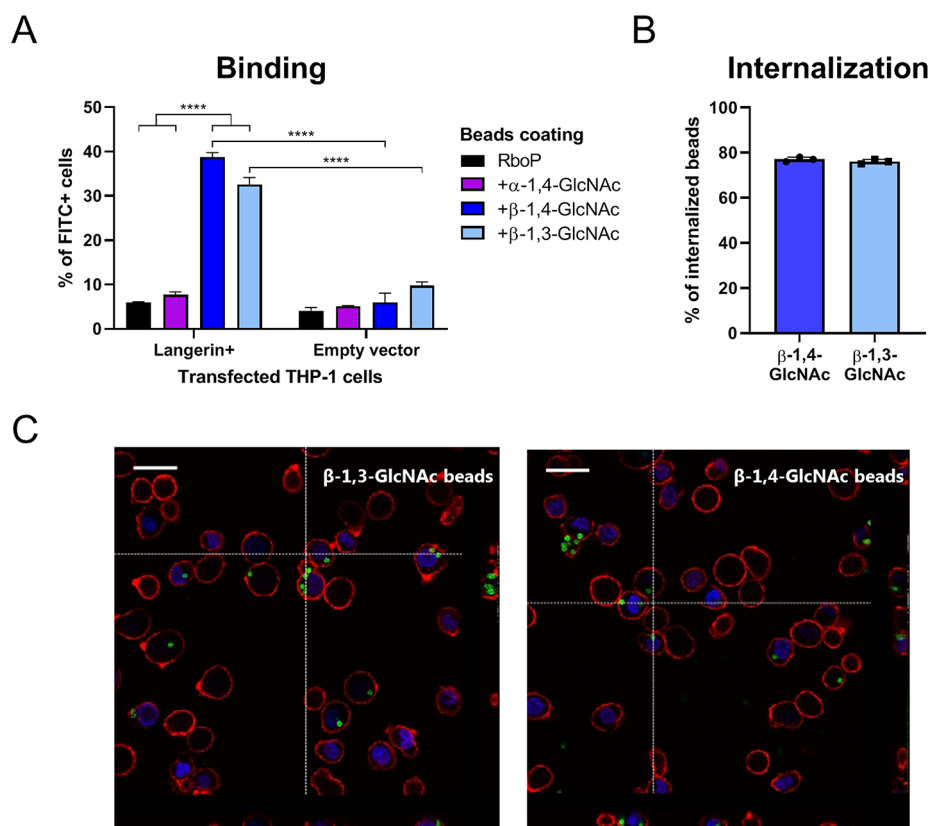 A
Binding
50
40
30
20
10
0
% of FITC+ cells
****
****
****
Langerin+ Empty vector
Transfected THP-1 cells
Beads coating
RboP
+α-1,4-GlcNAc
+β-1,4-GlcNAc
+β-1,3-GlcNAc
B
Internalization
100
80
60
40
20
0
% of internalized beads
β-1,4- β-1,3-
GlcNAc GlcNAc
C
β-1,3-GlcNAc beads
β-1,4-GlcNAc beads